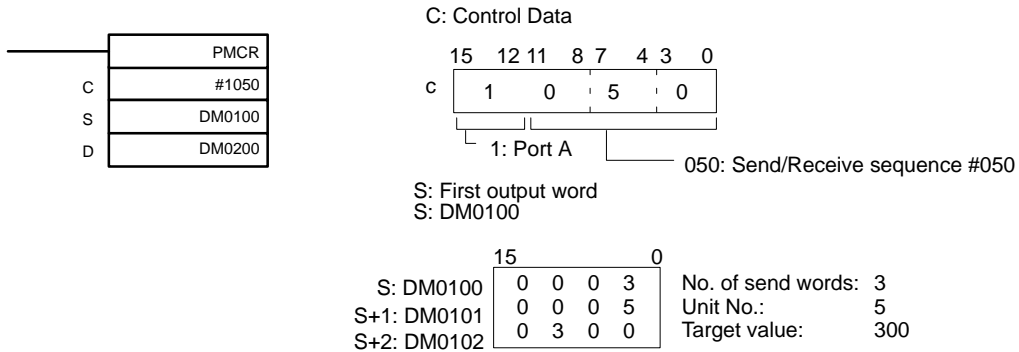 PMCR
C #1050
S DM0100
D DM0200
C: Control Data
15 12 11 8 7 4 3 0
c 1 0 5 0
1: Port A
050: Send/Receive sequence #050
S: First output word
S: DM0100
15 0
S: DM0100 0 0 0 3 No. of send words: 3
S+1: DM0101 0 0 0 5 Unit No.: 5
S+2: DM0102 0 3 0 0 Target value: 300